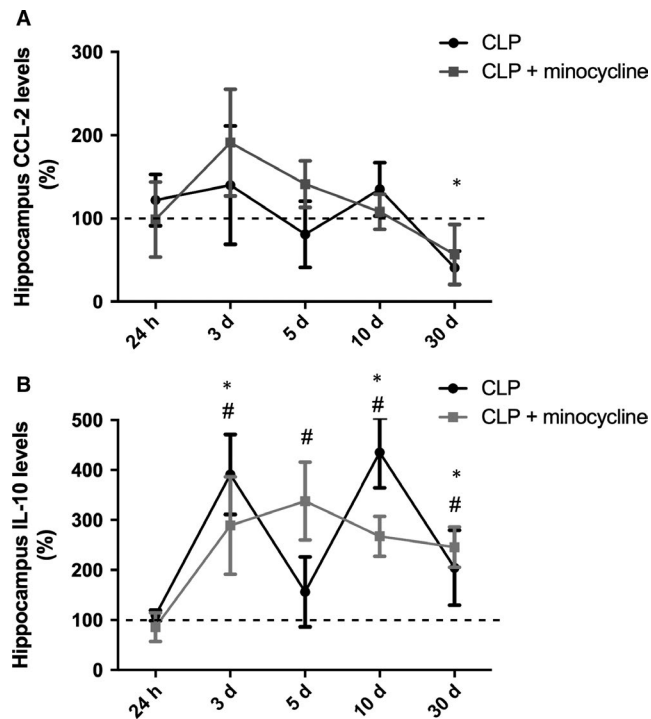 A
CLP
CLP + minocycline
Hippocampus CCL-2 levels
(%)
300
200
100
0
*
24 h
3 d
5 d
10 d
30 d
B
CLP
CLP + minocycline
Hippocampus IL-10 levels
(%)
500
400
300
200
100
0
*
#
#
*
#
*
#
24 h
3 d
5 d
10 d
30 d